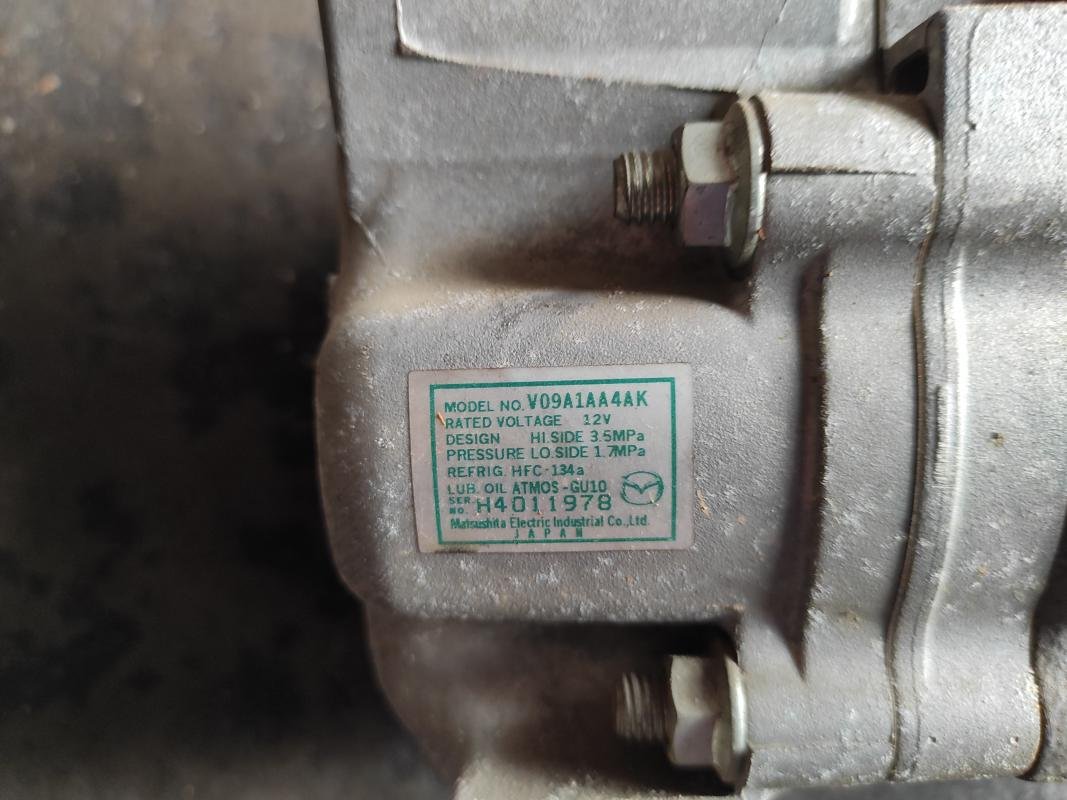 MODEL NO. V09A1AA4AK
RATED VOLTAGE 12V
DESIGN HI.SIDE 3.5MPa
PRESSURE LO.SIDE 1.7MPa
REFRIG. HFC-134a
LUB. OIL ATMOS-GU10
SER. NO. H4011978
Matsushita Electric Industrial Co.,Ltd.
JAPAN